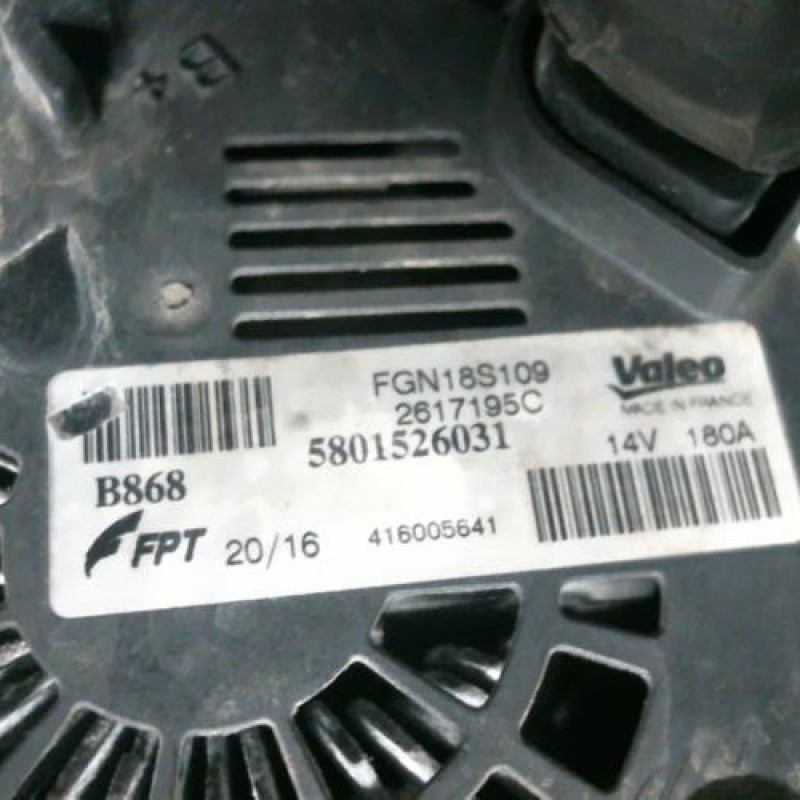 B+
FGN18S109
2617195C
5801526031
Valeo
MADE IN FRANCE
14V 180A
B868
FPT 20/16 416005641